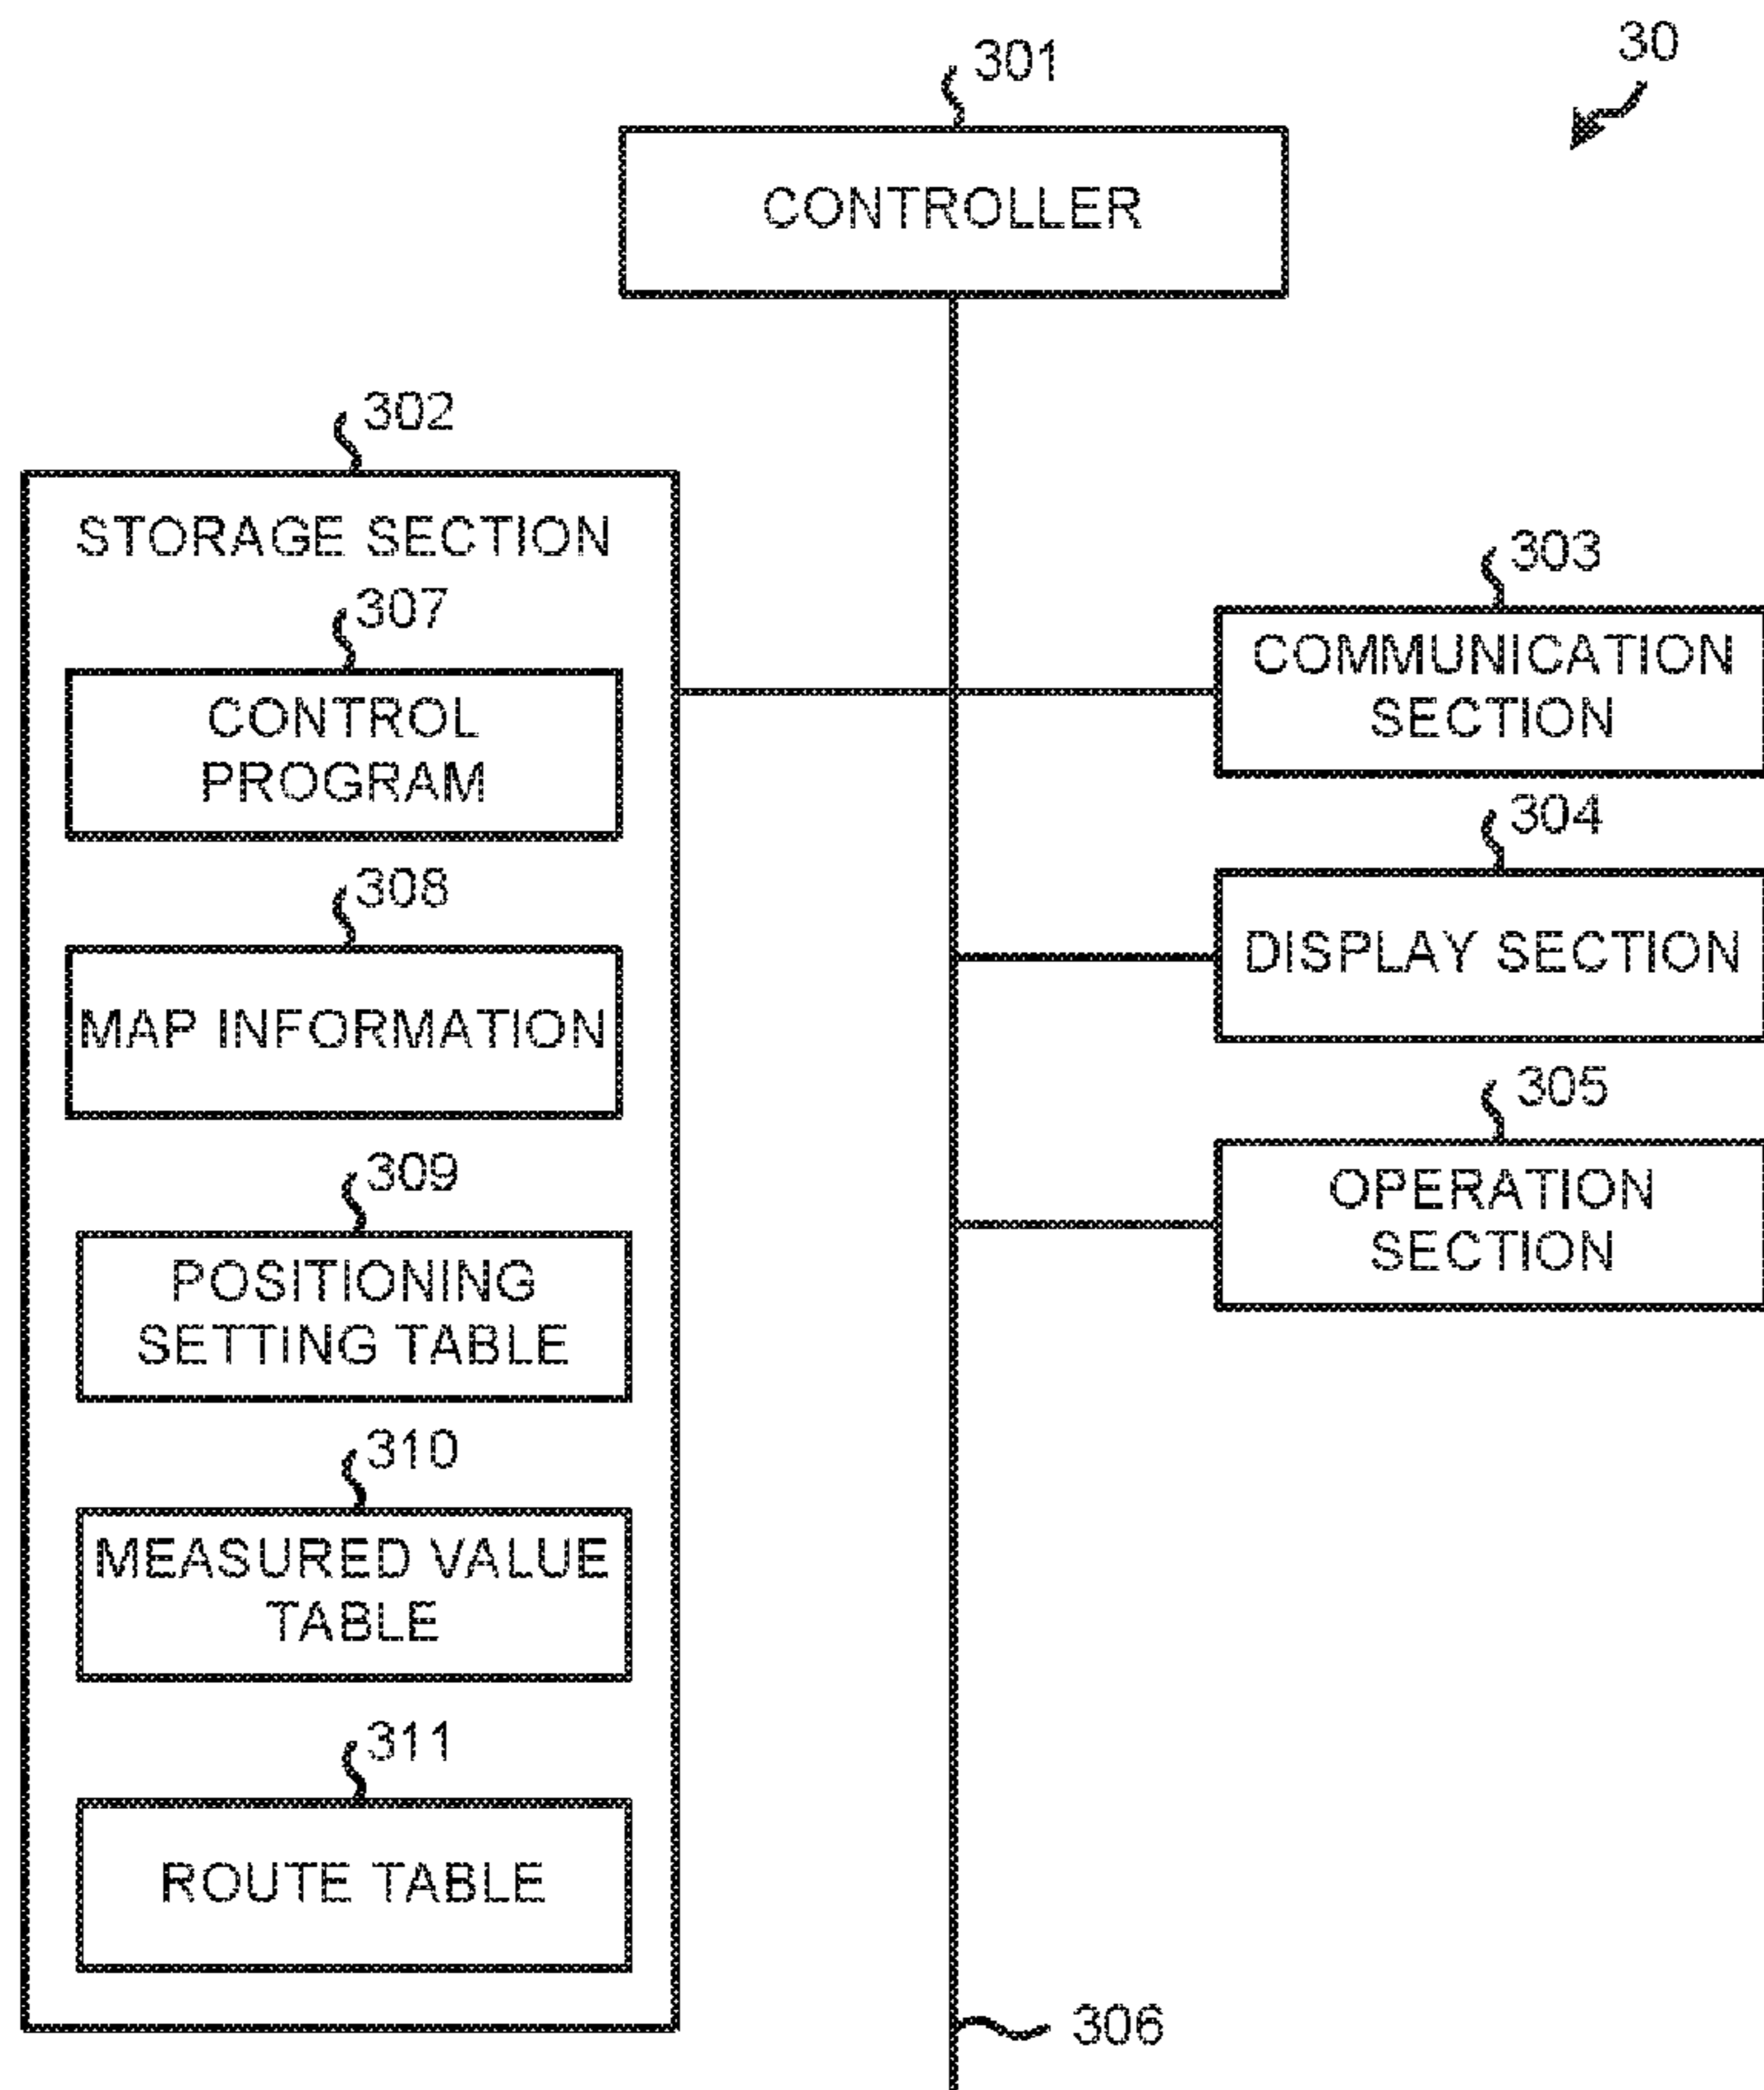 30
301
CONTROLLER
302
STORAGE SECTION
307
CONTROL
PROGRAM
308
MAP INFORMATION
309
POSITIONING
SETTING TABLE
310
MEASURED VALUE
TABLE
311
ROUTE TABLE
303
COMMUNICATION
SECTION
304
DISPLAY SECTION
305
OPERATION
SECTION
306